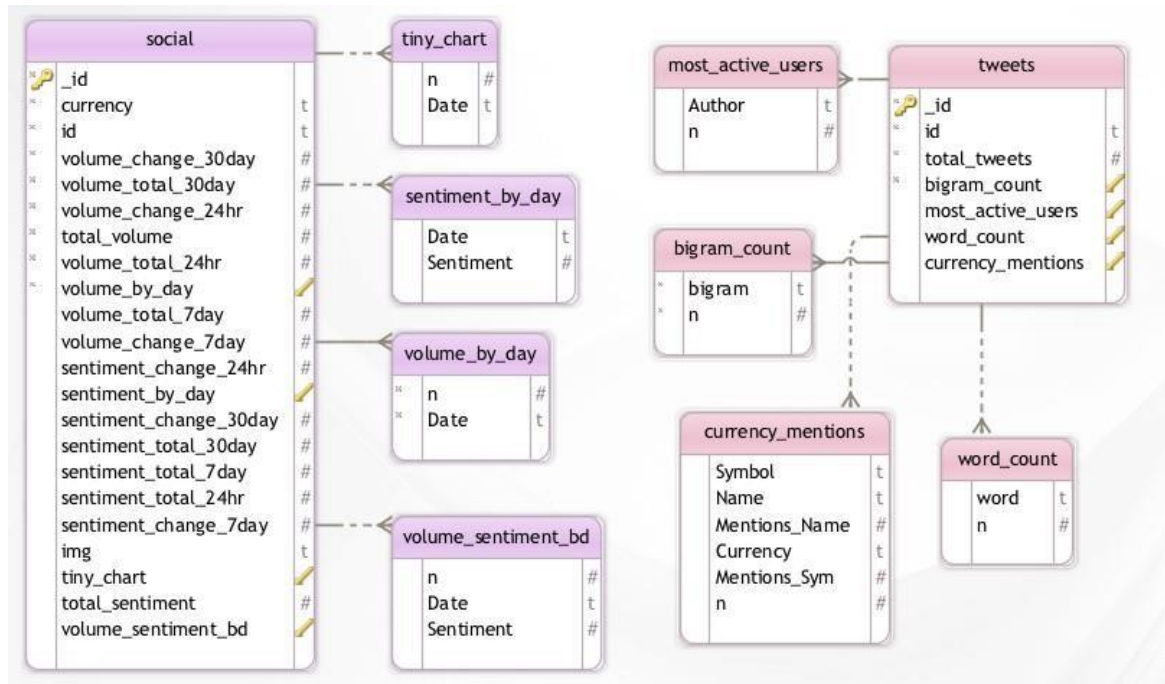 social
_id
currency t
id t
volume_change_30day #
volume_total_30day #
volume_change_24hr #
total_volume #
volume_total_24hr #
volume_by_day
volume_total_7day #
volume_change_7day #
sentiment_change_24hr #
sentiment_by_day
sentiment_change_30day #
sentiment_total_30day #
sentiment_total_7day #
sentiment_total_24hr #
sentiment_change_7day #
img t
tiny_chart
total_sentiment #
volume_sentiment_bd
tiny_chart
n #
Date t
sentiment_by_day
Date t
Sentiment #
volume_by_day
n #
Date t
volume_sentiment_bd
n #
Date t
Sentiment #
most_active_users
Author t
n #
bigram_count
bigram t
n #
tweets
_id
id t
total_tweets #
bigram_count
most_active_users
word_count
currency_mentions
currency_mentions
Symbol t
Name t
Mentions_Name #
Currency t
Mentions_Sym #
n #
word_count
word t
n #